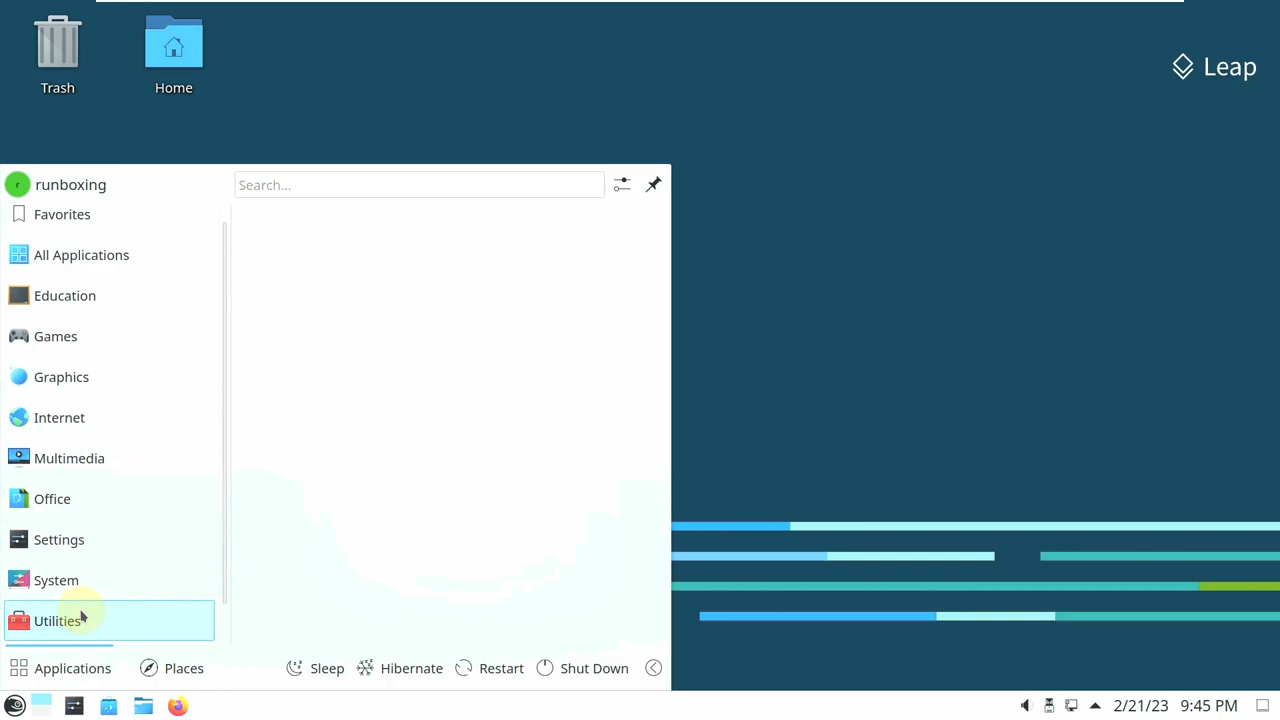 Trash
Home
Leap
r
runboxing
Search...
Favorites
All Applications
Education
Games
Graphics
Internet
Multimedia
Office
Settings
System
Utilities
Applications
Places
Sleep
Hibernate
Restart
Shut Down
2/21/23
9:45 PM